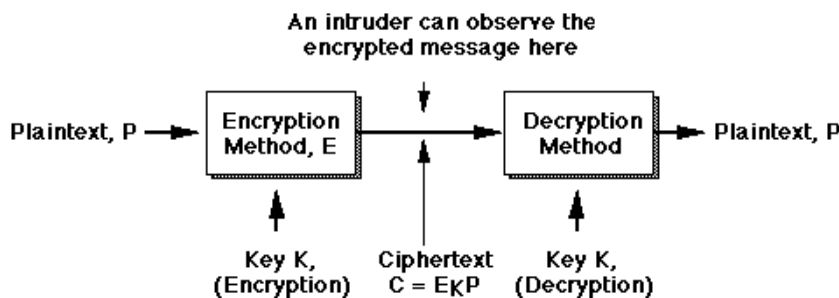 An intruder can observe the
encrypted message here
Plaintext, P
Encryption
Method, E
Decryption
Method
Plaintext, P
Key K,
(Encryption)
Ciphertext
C = EKP
Key K,
(Decryption)